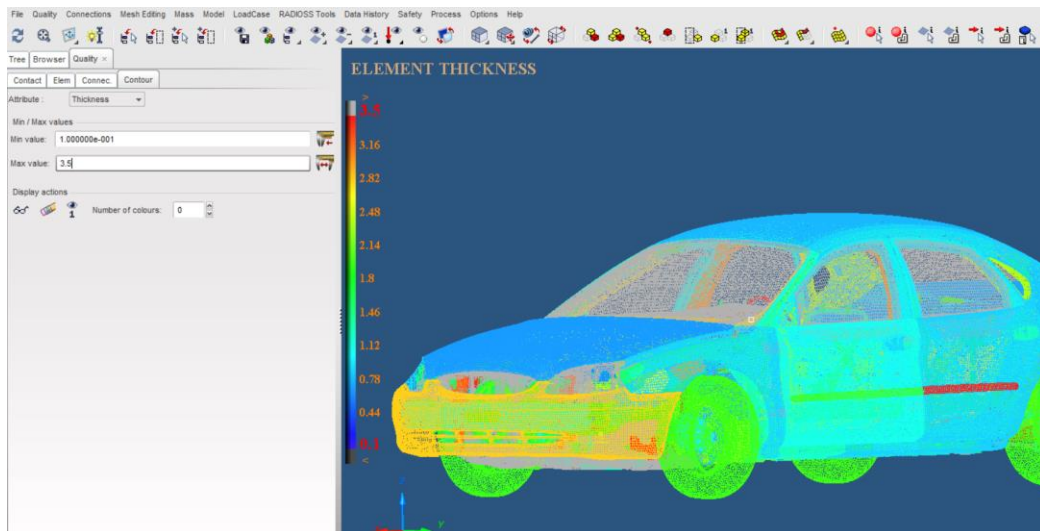 File Quality Connections Mesh Editing Mass Model LoadCase RADIOSS Tools Data History Safety Process Options Help
Tree Browser Quality ×
Contact Elem Connec. Contour
Attribute : Thickness
Min / Max values
Min value: 1.000000e-001
Max value: 3.5
Display actions
1 Number of colours: 0
ELEMENT THICKNESS
>
3.5
3.16
2.82
2.48
2.14
1.8
1.46
1.12
0.78
0.44
0.1
<
y